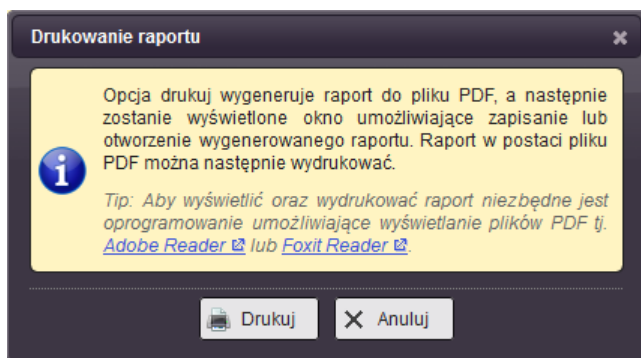 Drukowanie raportu
Opcja drukuj wygeneruje raport do pliku PDF, a następnie
zostanie wyświetlone okno umożliwiające zapisanie lub
otworzenie wygenerowanego raportu. Raport w postaci pliku
PDF można następnie wydrukować.
Tip: Aby wyświetlić oraz wydrukować raport niezbędne jest
oprogramowanie umożliwiające wyświetlanie plików PDF tj.
Adobe Reader lub Foxit Reader.
Drukuj
Anuluj